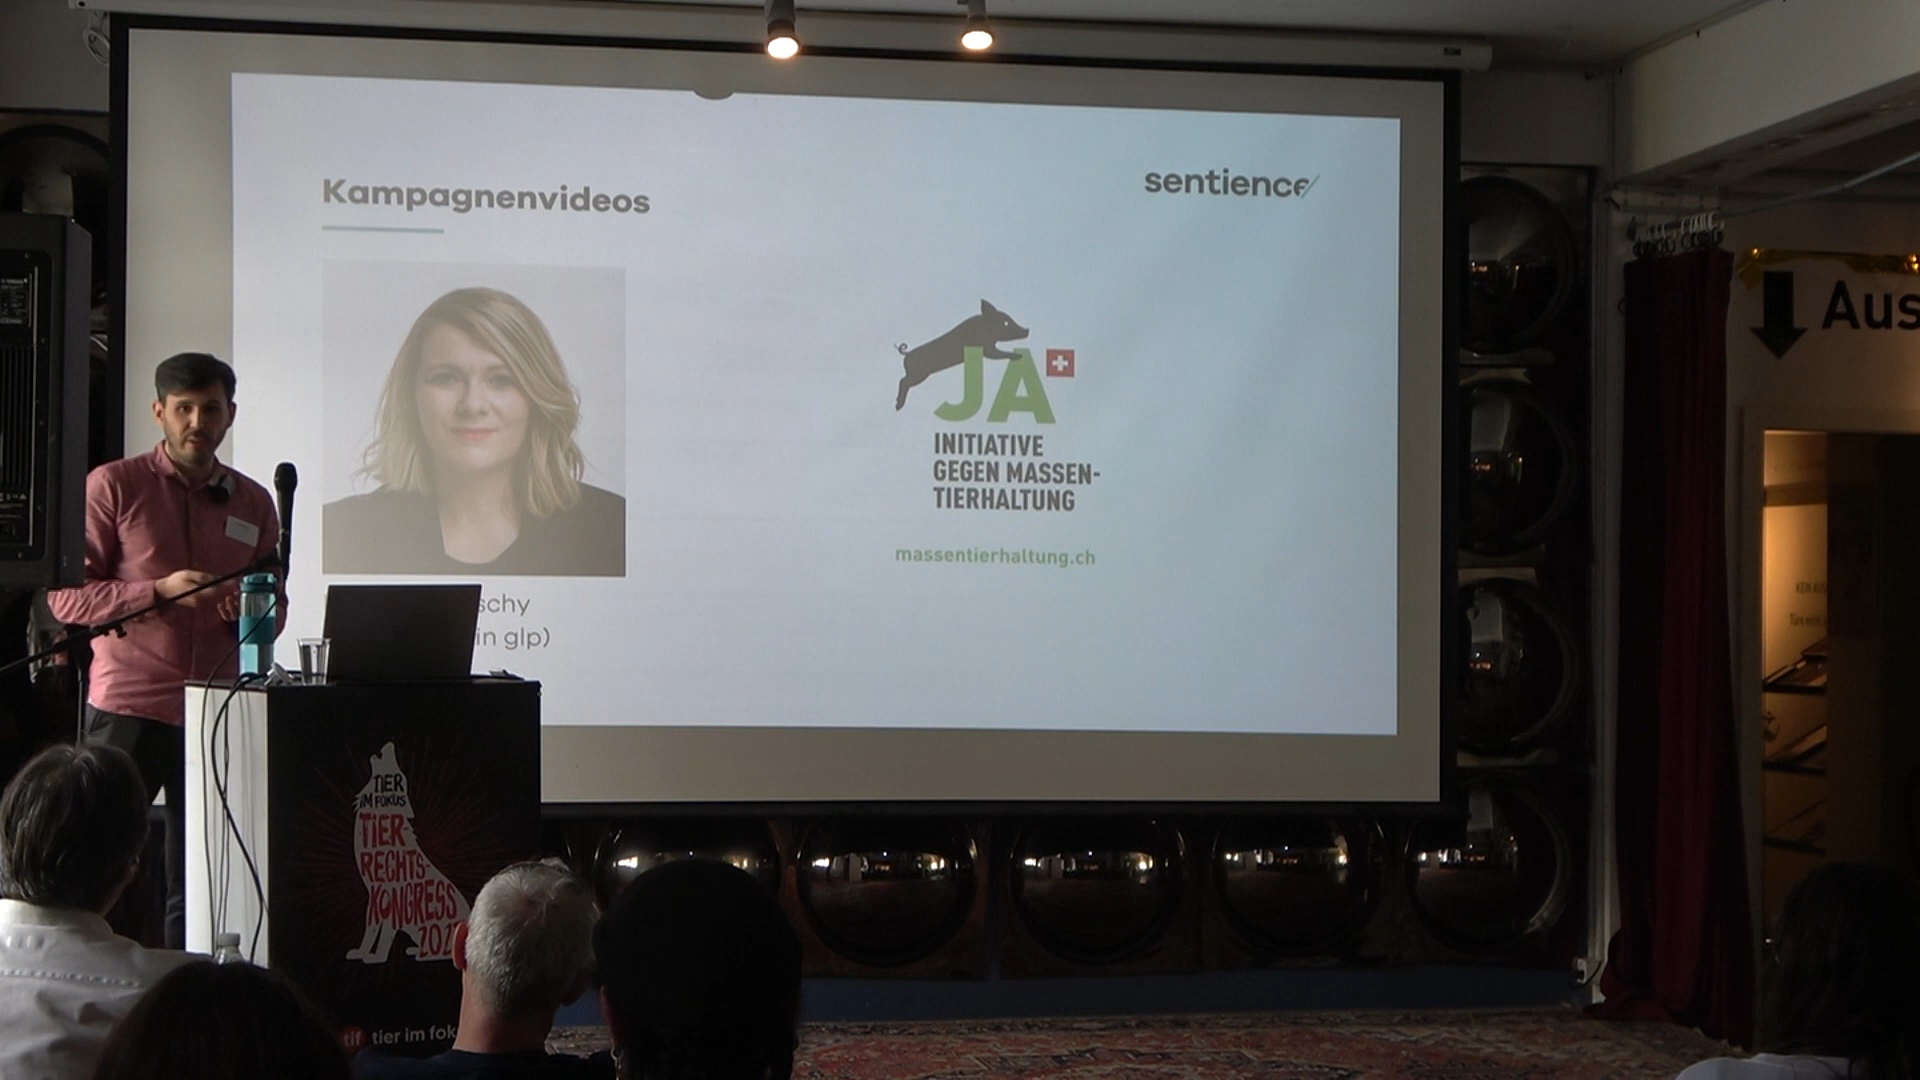 Kampagnenvideos
sentience
JA
INITIATIVE
GEGEN MASSEN-
TIERHALTUNG
massentierhaltung.ch
schy
in glp)
TIER
IM FOKUS
TIER-
RECHTS-
KONGRESS
tif tier im fok
Aus